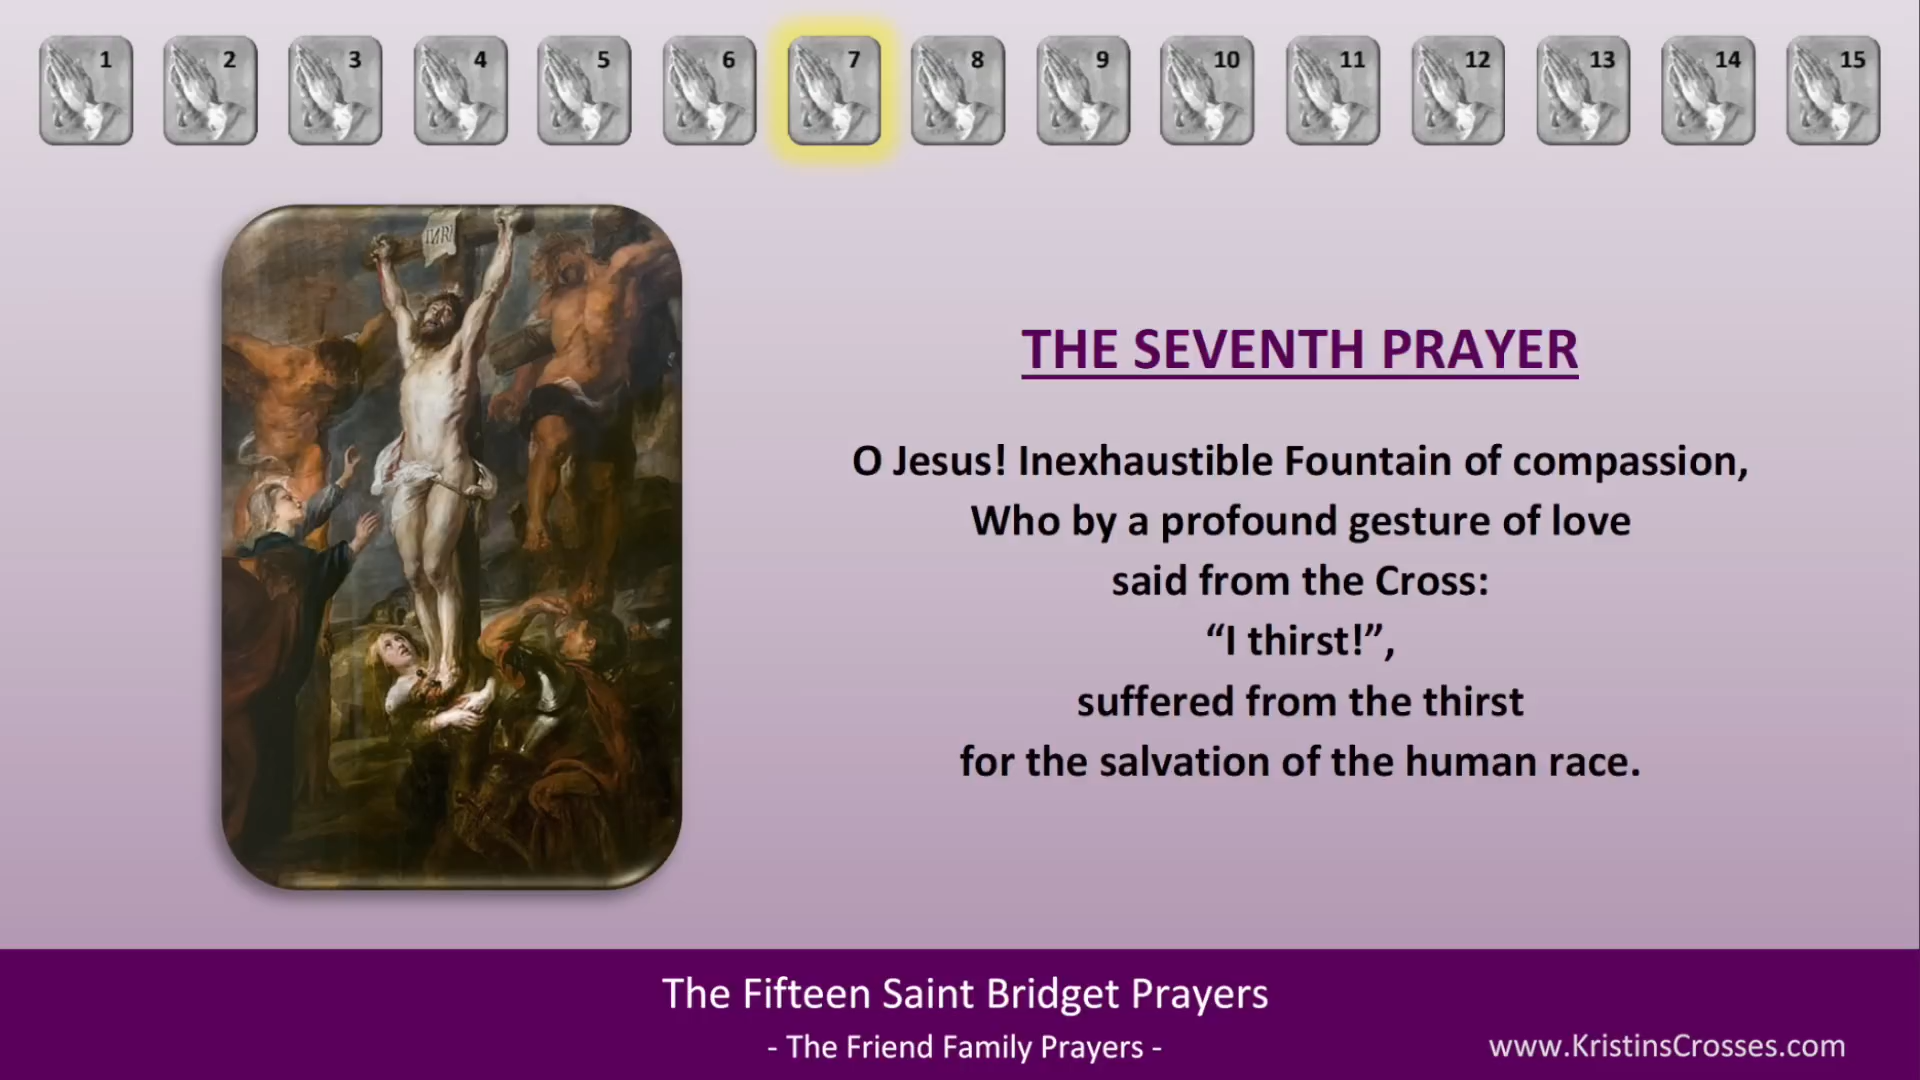 1 2 3 4 5 6 7 8 9 10 11 12 13 14 15
INRI
THE SEVENTH PRAYER
O Jesus! Inexhaustible Fountain of compassion,
Who by a profound gesture of love
said from the Cross:
“I thirst!”,
suffered from the thirst
for the salvation of the human race.
The Fifteen Saint Bridget Prayers
- The Friend Family Prayers -
www.KristinsCrosses.com